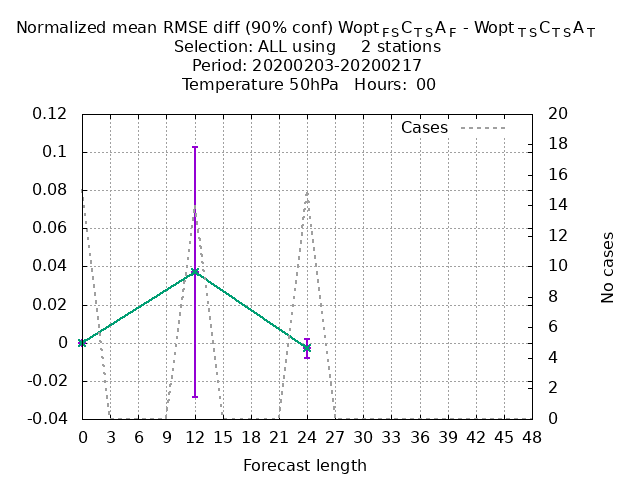 Normalized mean RMSE diff (90% conf) Wopt FS C TS A F - Wopt TS C TS A T
Selection: ALL using 2 stations
Period: 20200203-20200217
Temperature 50hPa Hours: 00
Cases
0.12
0.1
0.08
0.06
0.04
0.02
0
-0.02
-0.04
20
18
16
14
12
10
8
6
4
2
0
No cases
0 3 6 9 12 15 18 21 24 27 30 33 36 39 42 45 48
Forecast length